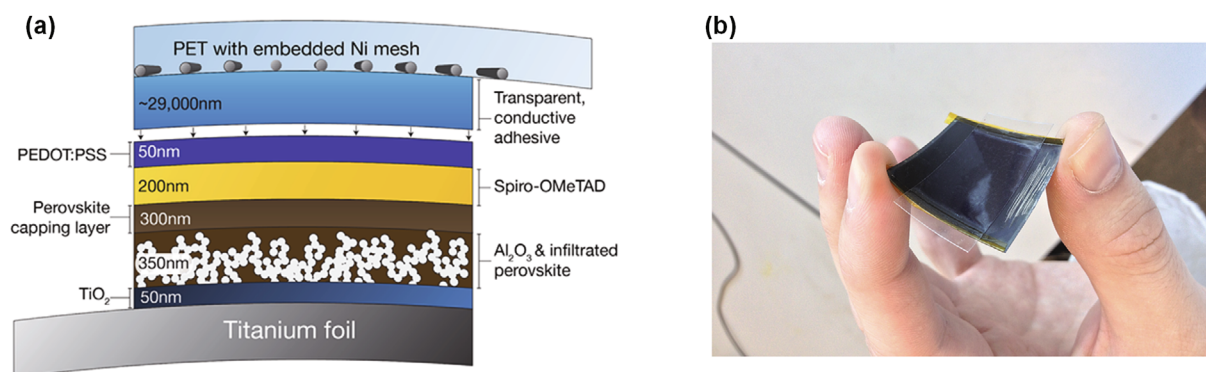 (a)
PET with embedded Ni mesh
~29,000nm
Transparent,
conductive
adhesive
PEDOT:PSS
50nm
200nm
Spiro-OMeTAD
Perovskite
capping layer
300nm
350nm
Al₂O₃ & infiltrated
perovskite
TiO₂
50nm
Titanium foil
(b)